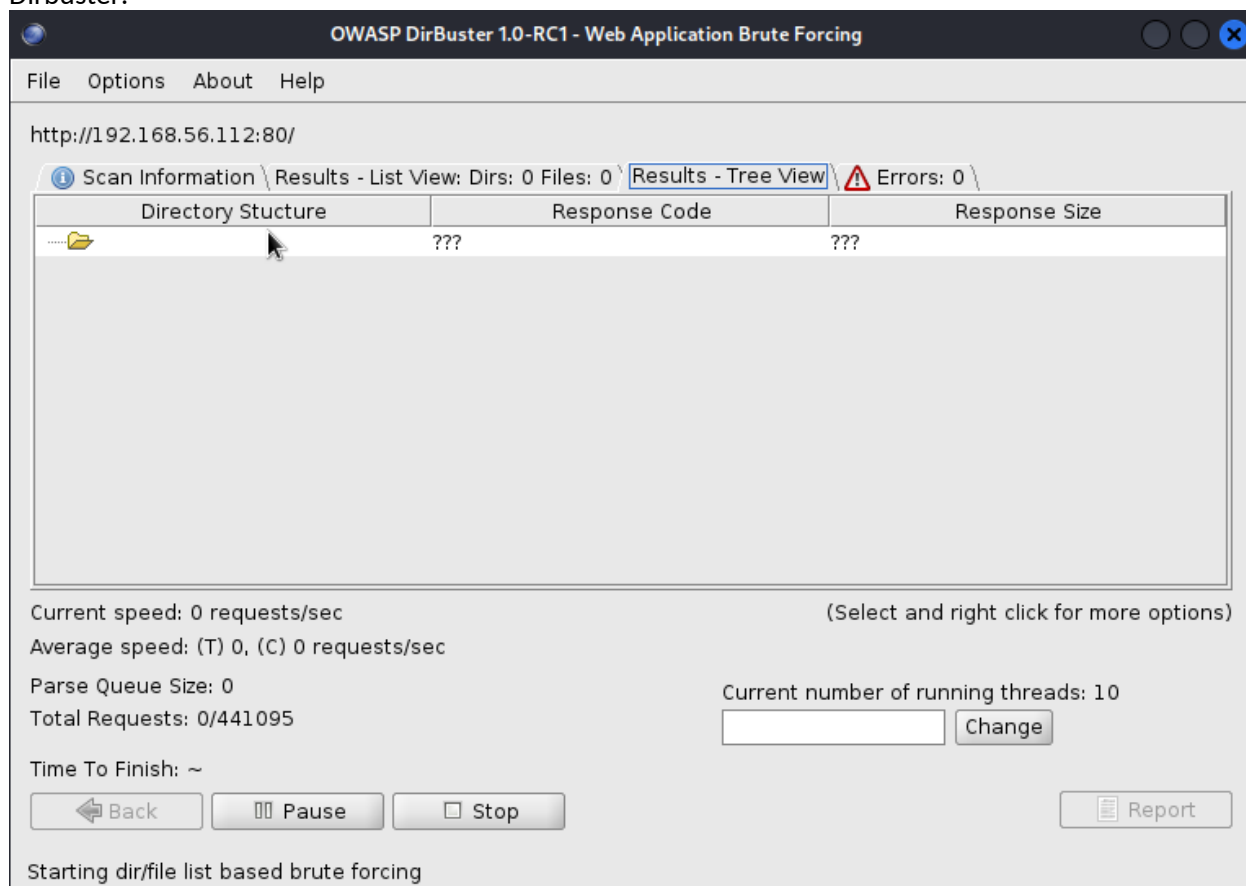 Dirbuster:
OWASP DirBuster 1.0-RC1 - Web Application Brute Forcing
File Options About Help
http://192.168.56.112:80/
Scan Information Results - List View: Dirs: 0 Files: 0 Results - Tree View Errors: 0
Directory Stucture Response Code Response Size
??? ???
Current speed: 0 requests/sec (Select and right click for more options)
Average speed: (T) 0, (C) 0 requests/sec
Parse Queue Size: 0
Current number of running threads: 10
Total Requests: 0/441095
Change
Time To Finish: ~
Back Pause Stop Report
Starting dir/file list based brute forcing